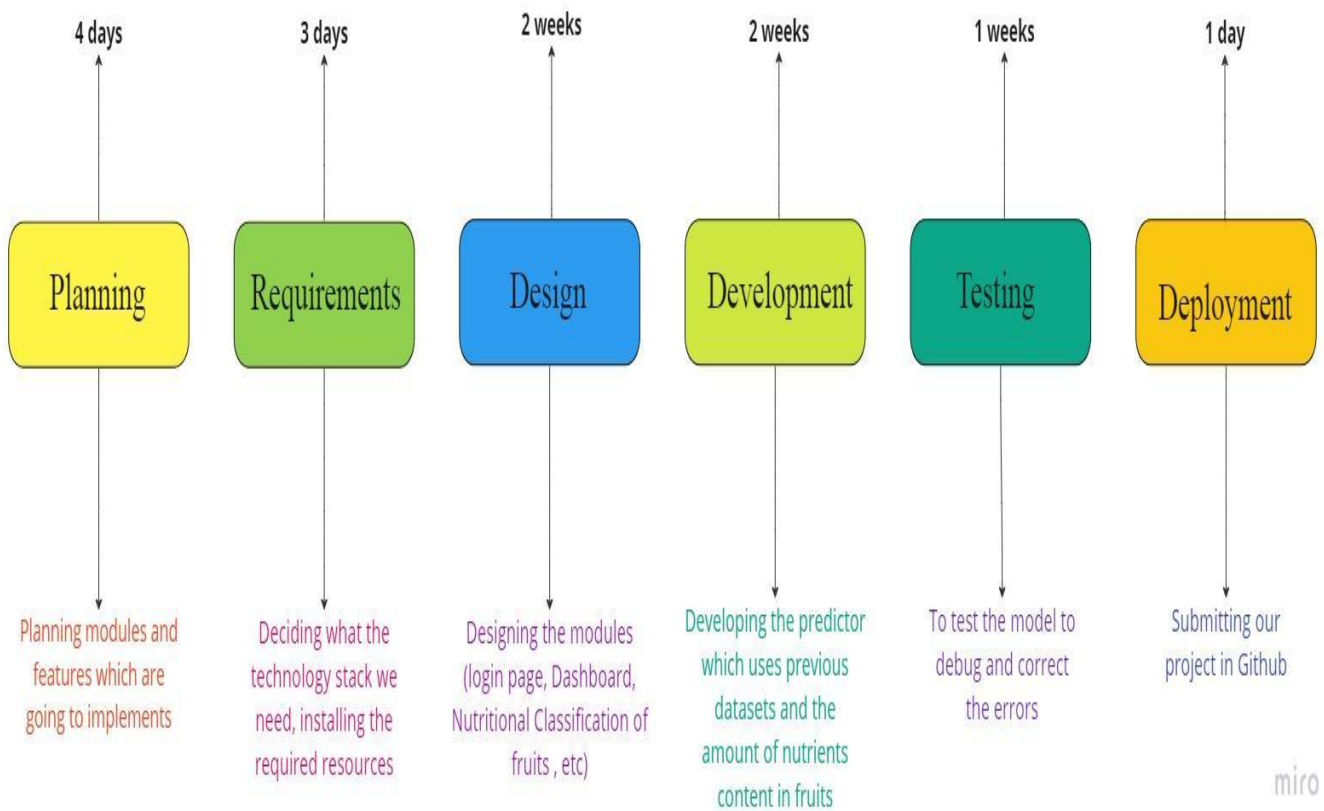 4 days
3 days
2 weeks
2 weeks
1 weeks
1 day
Planning
Requirements
Design
Development
Testing
Deployment
Planning modules and
features which are
going to implements
Deciding what the
technology stack we
need, installing the
required resources
Designing the modules
(login page, Dashboard,
Nutritional Classification of
fruits , etc)
Developing the predictor
which uses previous
datasets and the
amount of nutrients
content in fruits
To test the model to
debug and correct
the errors
Submitting our
project in Github
miro